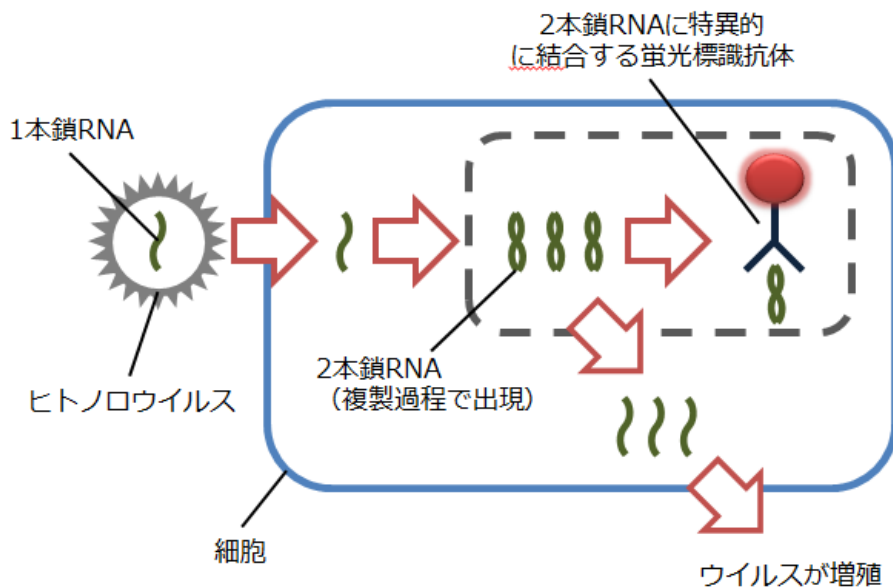 2本鎖RNAに特異的
に結合する蛍光標識抗体
1本鎖RNA
2本鎖RNA
（複製過程で出現）
ヒトノロウイルス
細胞
ウイルスが増殖